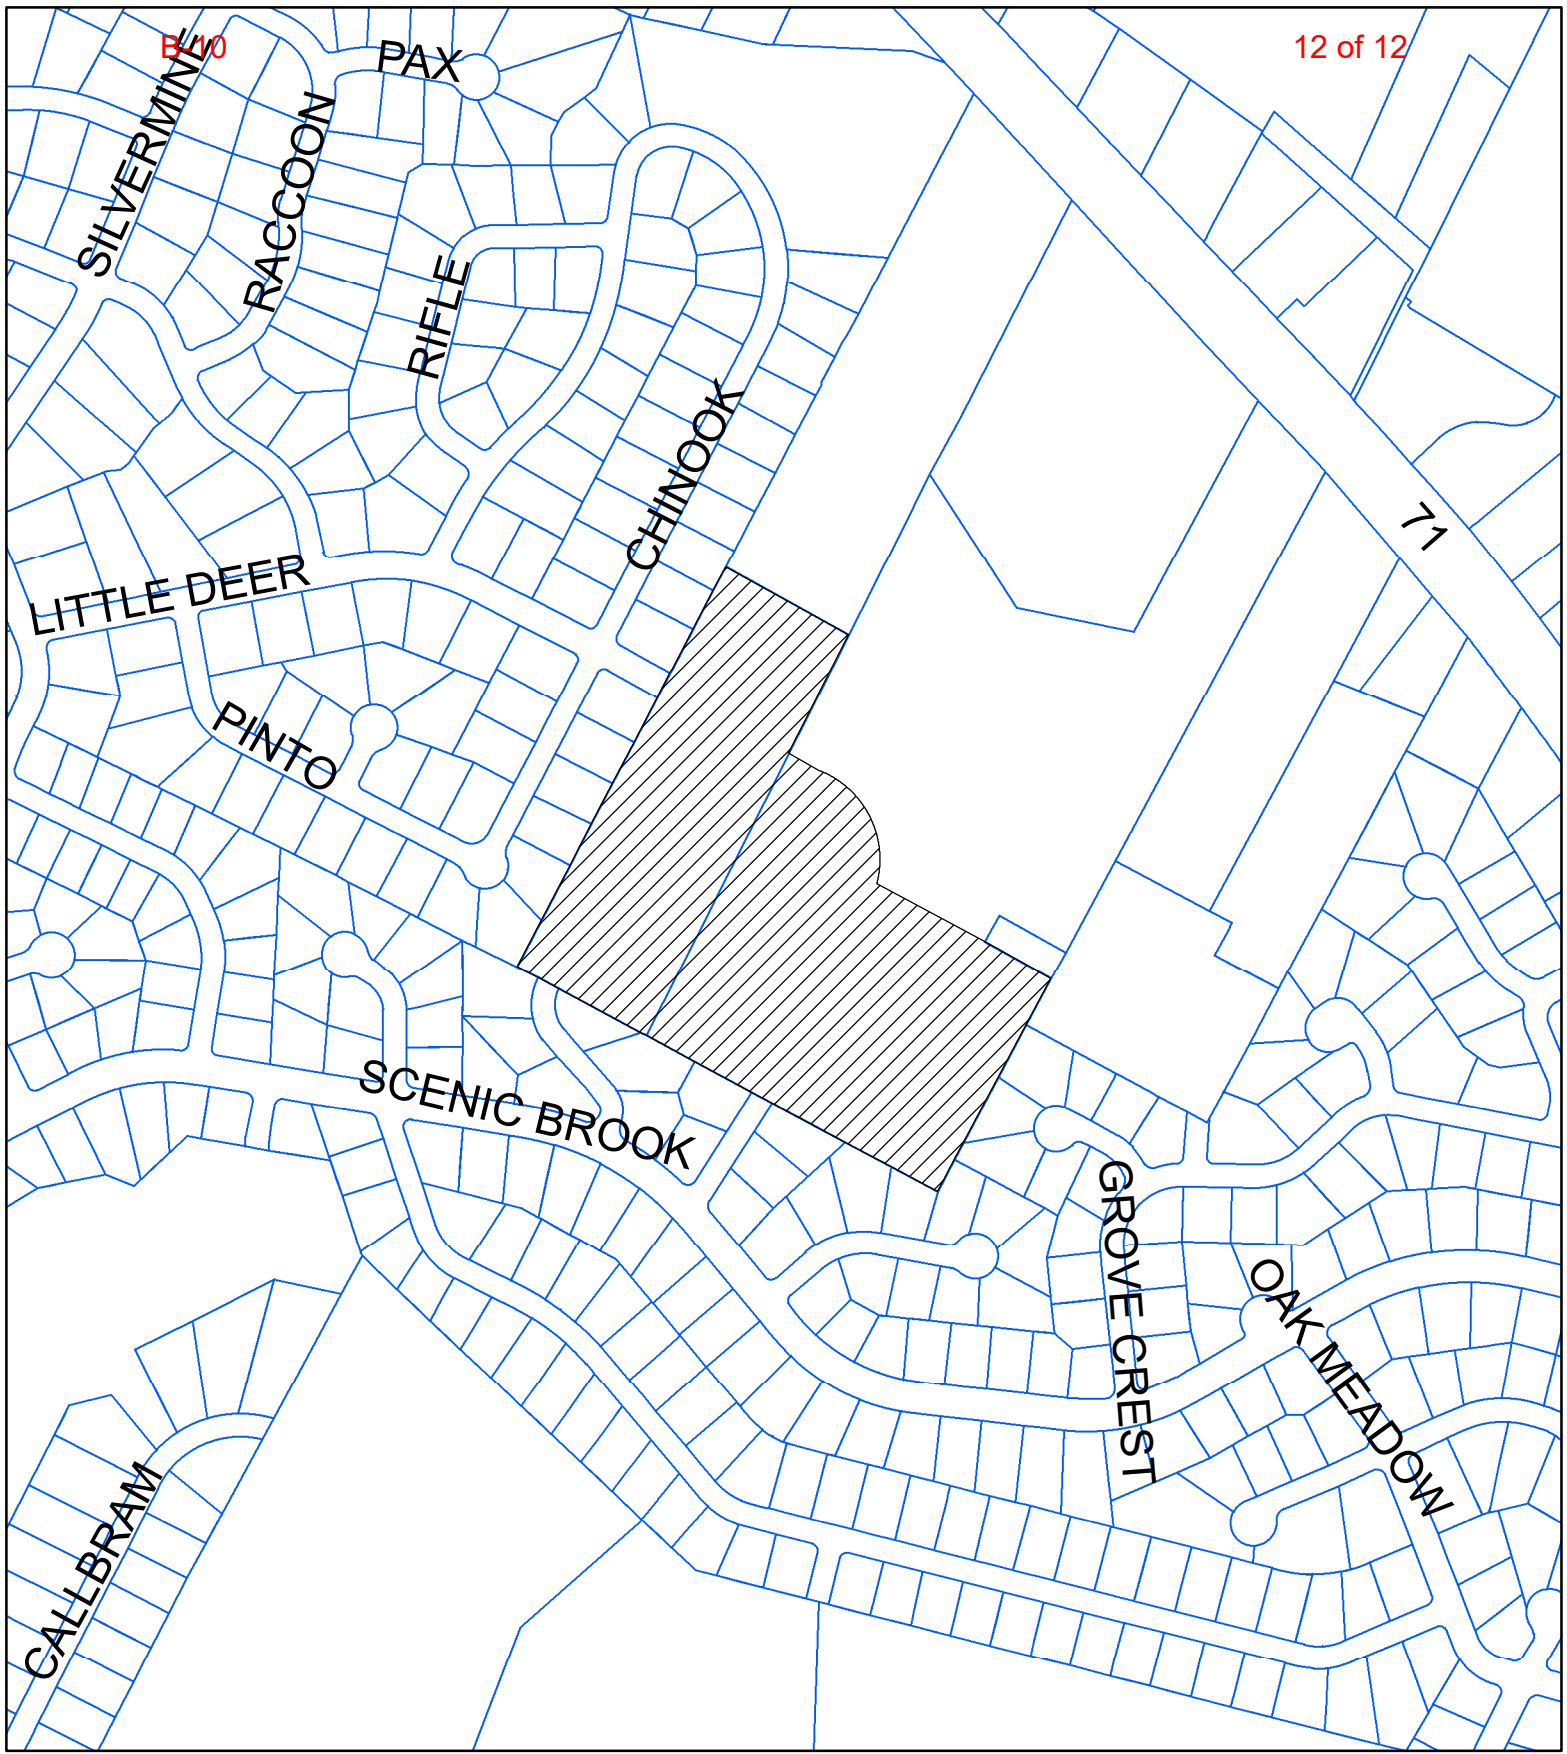 B-10
12 of 12
PAX
SILVERMINE
RACCOON
RIFLE
CHINOOK
71
LITTLE DEER
PINTO
SCENIC BROOK
GROVE CREST
OAK MEADOW
CALLBRAM